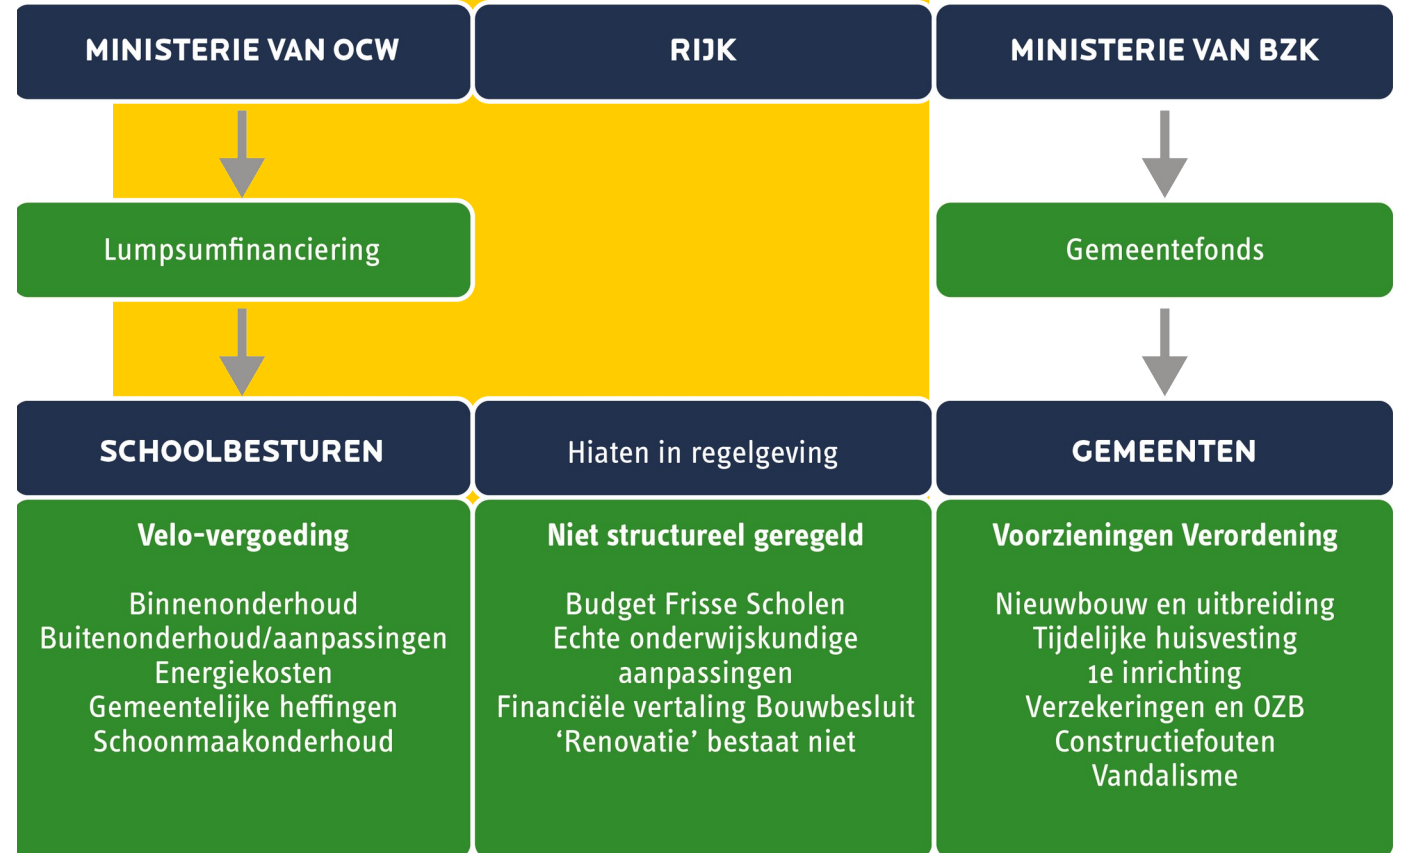 MINISTERIE VAN OCW
RIJK
MINISTERIE VAN BZK
Lumpsumfinanciering
Gemeentefonds
SCHOOLBESTUREN
Hiaten in regelgeving
GEMEENTEN
Velo-vergoeding
Binnenonderhoud
Buitenonderhoud/aanpassingen
Energiekosten
Gemeentelijke heffingen
Schoonmaakonderhoud
Niet structureel geregeld
Budget Frisse Scholen
Echte onderwijskundige
aanpassingen
Financiële vertaling Bouwbesluit
‘Renovatie’ bestaat niet
Voorzieningen Verordening
Nieuwbouw en uitbreiding
Tijdelijke huisvesting
1e inrichting
Verzekeringen en OZB
Constructiefouten
Vandalisme